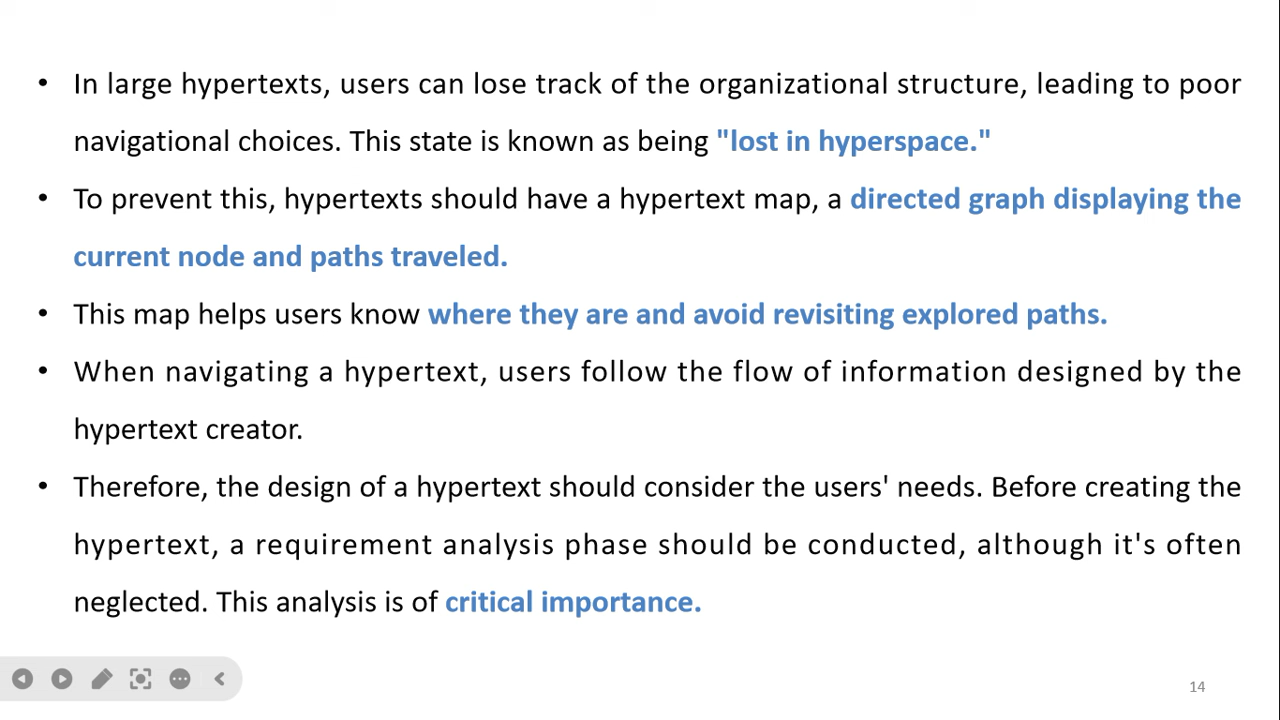 • In large hypertexts, users can lose track of the organizational structure, leading to poor
navigational choices. This state is known as being "lost in hyperspace."
• To prevent this, hypertexts should have a hypertext map, a directed graph displaying the
current node and paths traveled.
• This map helps users know where they are and avoid revisiting explored paths.
• When navigating a hypertext, users follow the flow of information designed by the
hypertext creator.
• Therefore, the design of a hypertext should consider the users' needs. Before creating the
hypertext, a requirement analysis phase should be conducted, although it's often
neglected. This analysis is of critical importance.
14